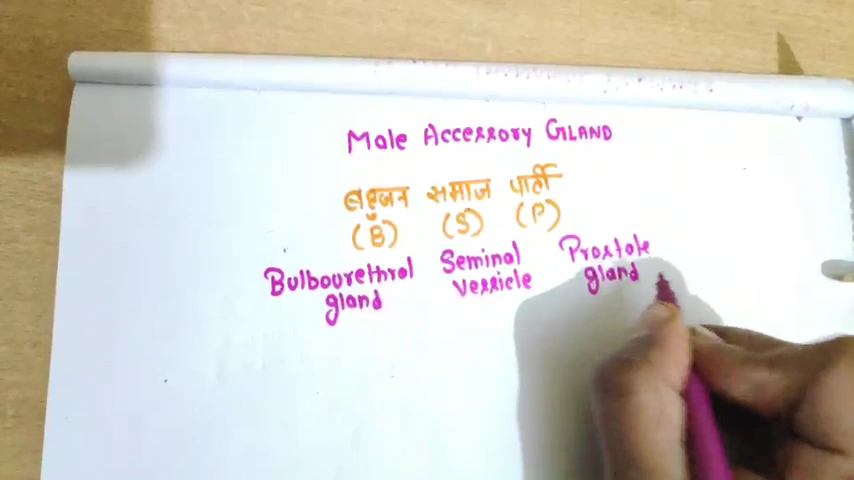 Male Accessory GLAND
बहुजन समाज पार्टी
(B) (S) (P)
Bulbourethral gland
Seminal vessicle
Prostate gland